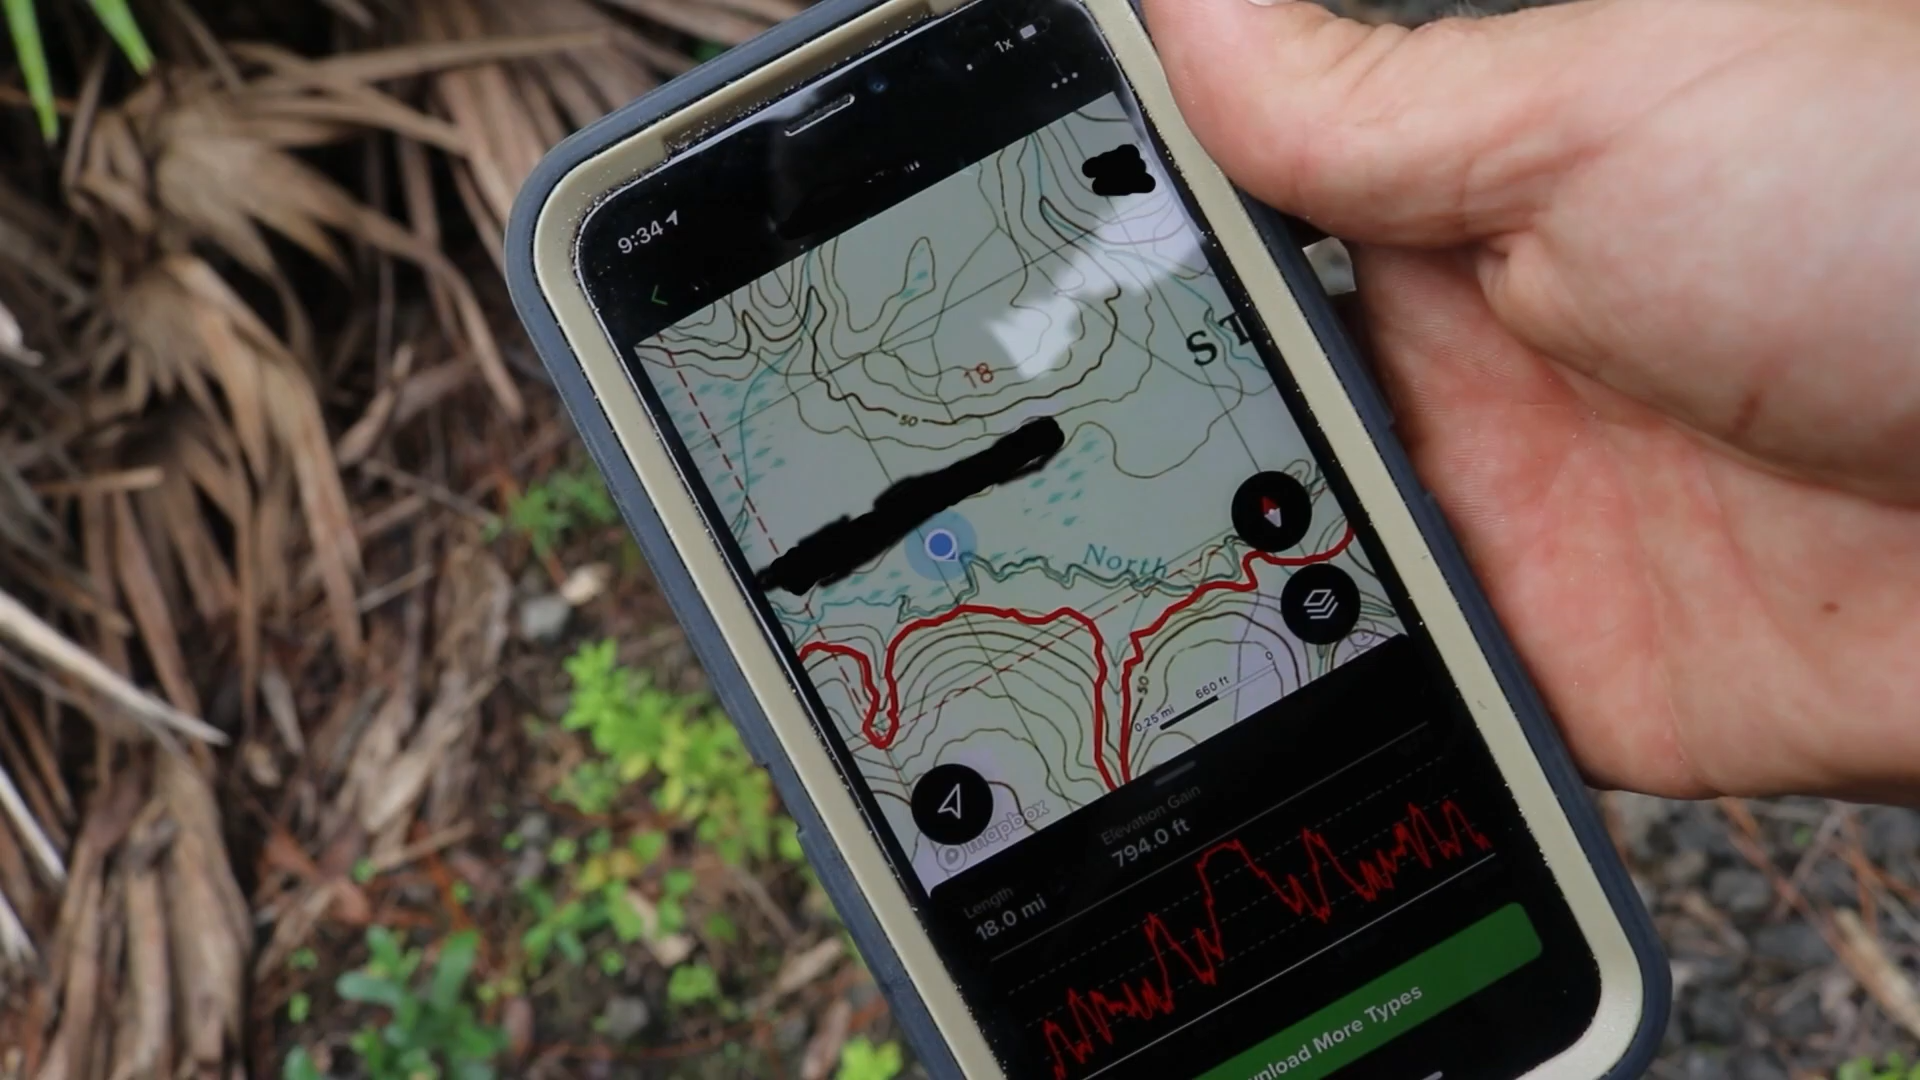 1x
9:34
ST
18
50
North
0
50
660 ft
0.25 mi
mapbox
Elevation Gain
794.0 ft
Length
18.0 mi
nload More Types